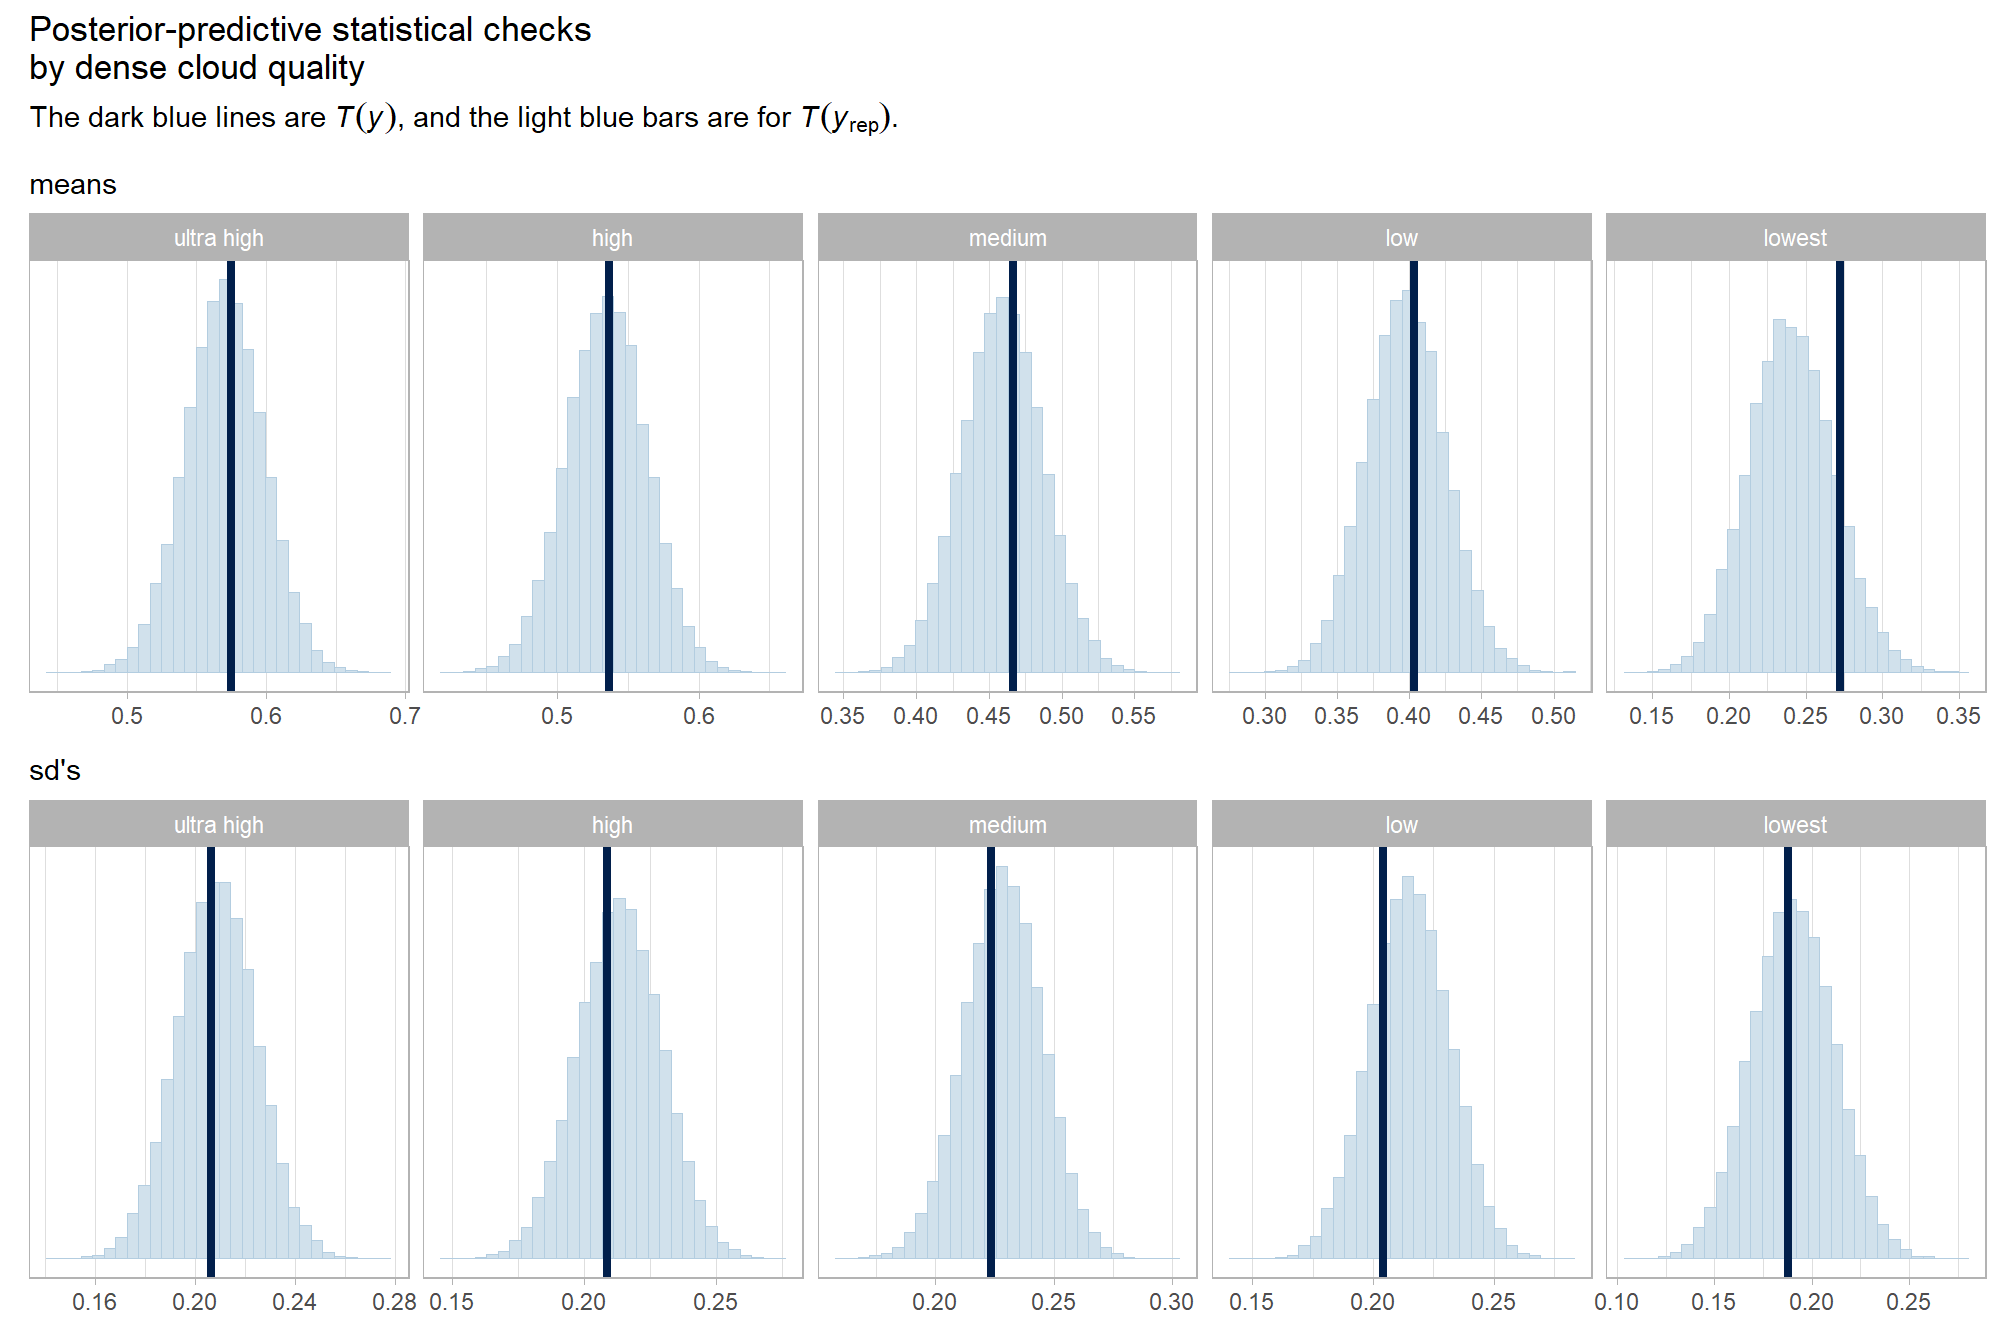 Posterior-predictive statistical checks
by dense cloud quality
The dark blue lines are T(y), and the light blue bars are for T(y_rep).
means
ultra high high medium low lowest
0.5 0.6 0.7 0.5 0.6 0.35 0.40 0.45 0.50 0.55 0.30 0.35 0.40 0.45 0.50 0.15 0.20 0.25 0.30 0.35
sd's
ultra high high medium low lowest
0.16 0.20 0.24 0.28 0.15 0.20 0.25 0.20 0.25 0.30 0.15 0.20 0.25 0.10 0.15 0.20 0.25